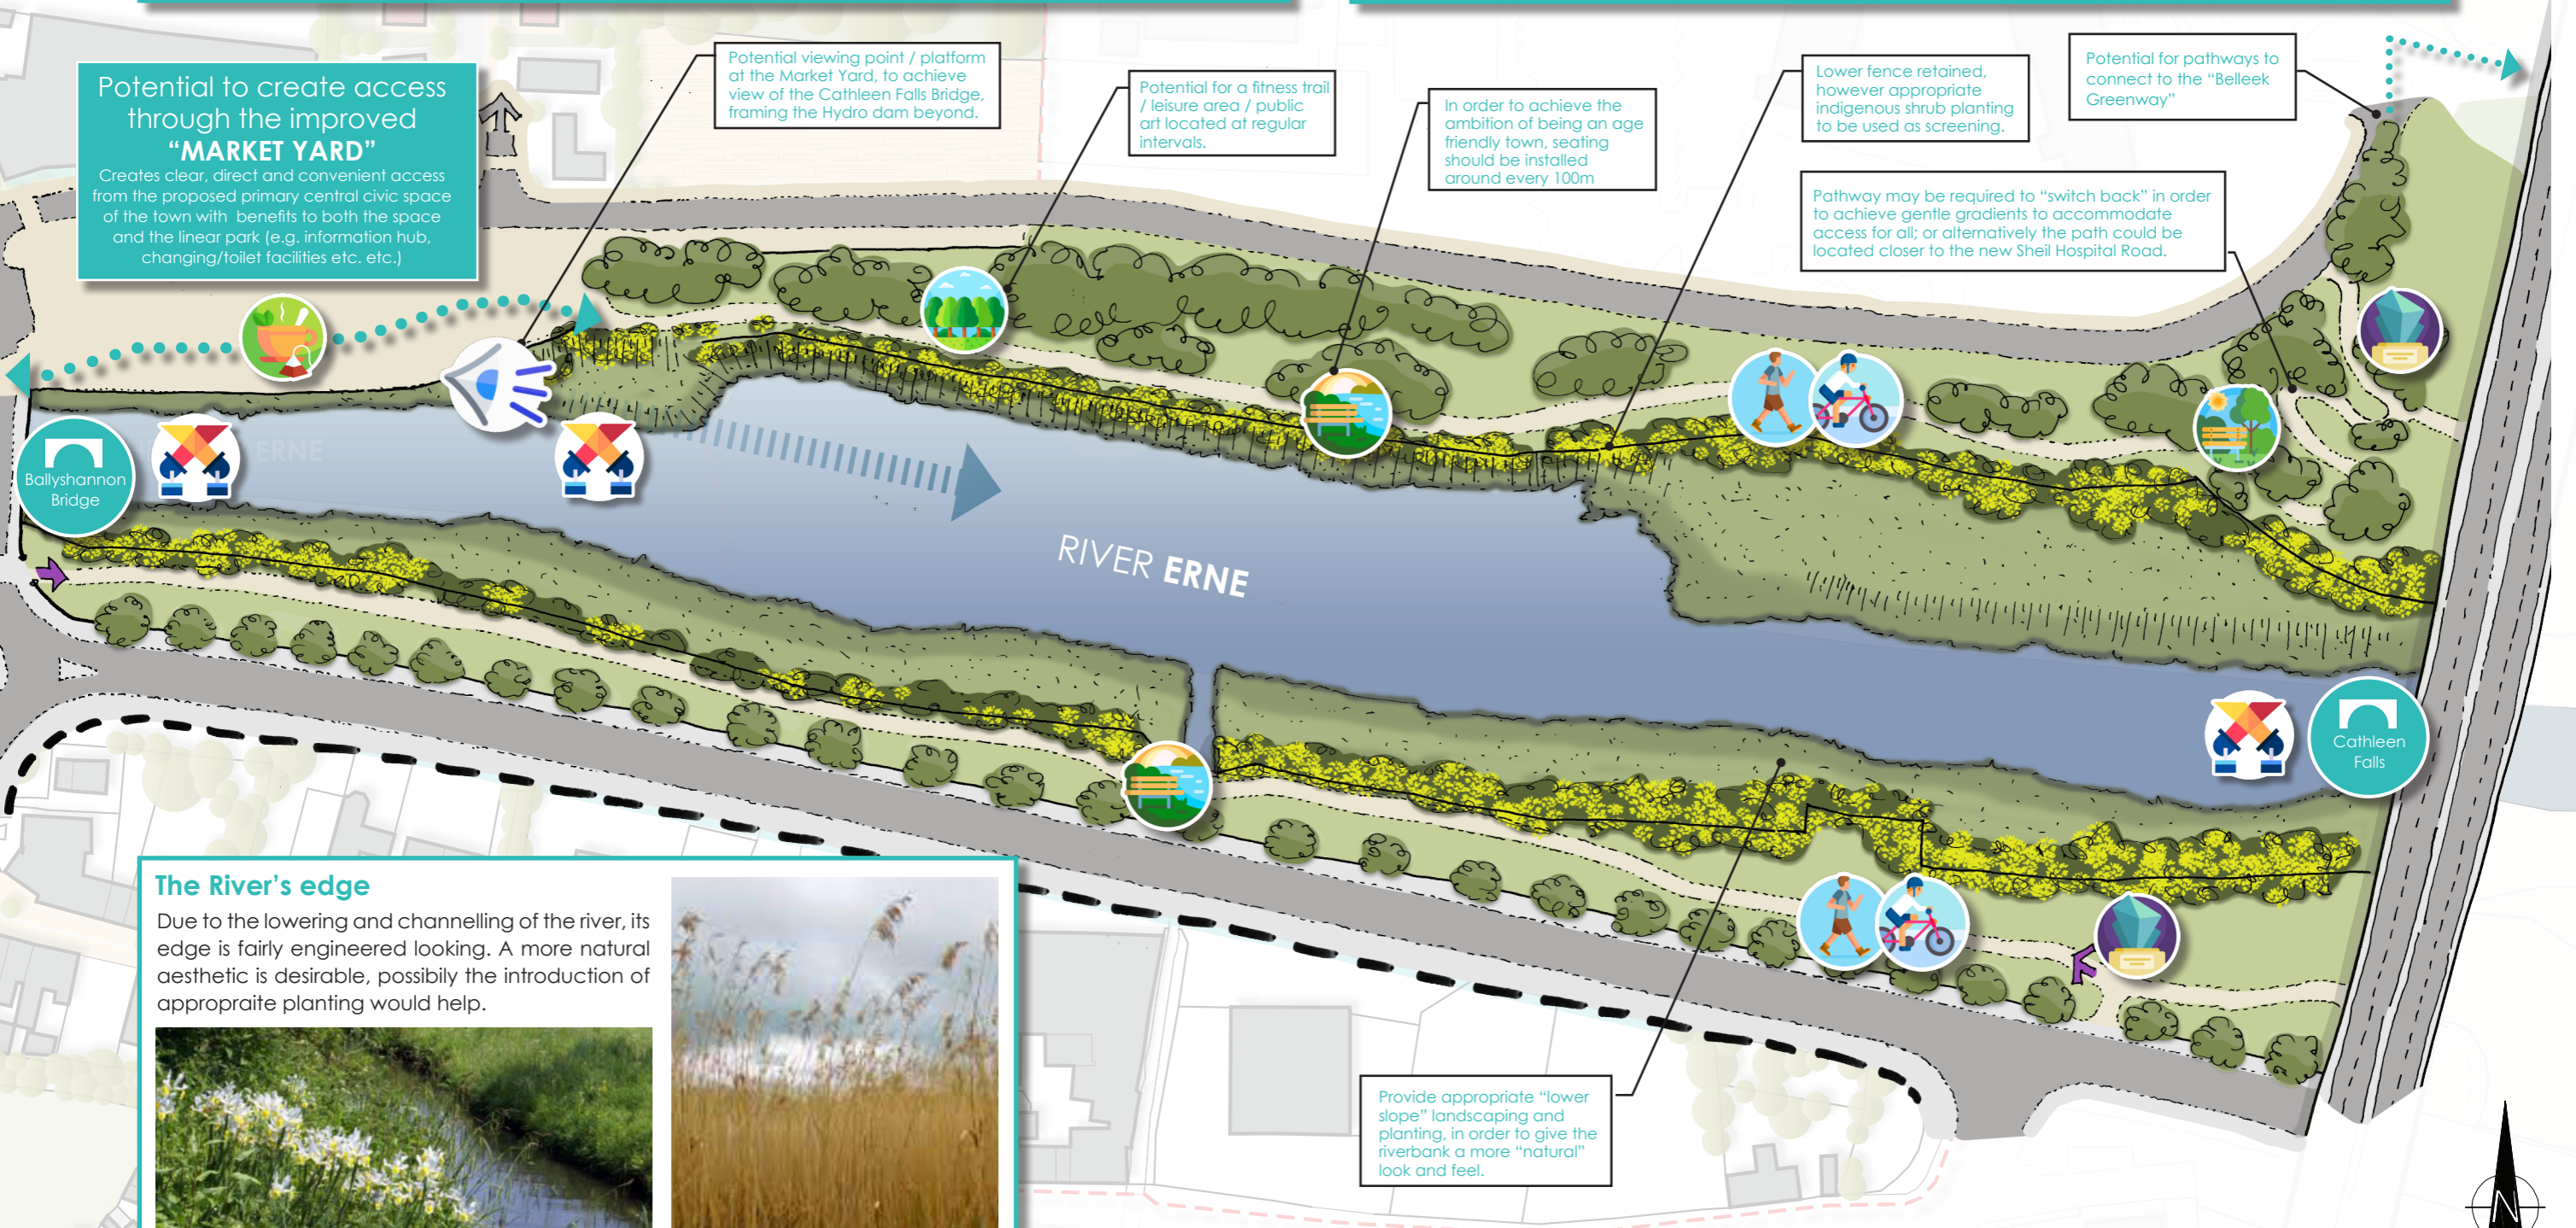 Potential to create access
through the improved
“MARKET YARD”
Creates clear, direct and convenient access
from the proposed primary central civic space
of the town with benefits to both the space
and the linear park (e.g. information hub,
changing/toilet facilities etc. etc.)
Potential viewing point / platform
at the Market Yard, to achieve
view of the Cathleen Falls Bridge,
framing the Hydro dam beyond.
Potential for a fitness trail
/ leisure area / public
art located at regular
intervals.
In order to achieve the
ambition of being an age
friendly town, seating
should be installed
around every 100m
Lower fence retained,
however appropriate
indigenous shrub planting
to be used as screening.
Potential for pathways to
connect to the “Belleek
Greenway”
Pathway may be required to “switch back” in order
to achieve gentle gradients to accommodate
access for all; or alternatively the path could be
located closer to the new Sheil Hospital Road.
Ballyshannon
Bridge
ERNE
RIVER ERNE
Cathleen
Falls
The River’s edge
Due to the lowering and channelling of the river, its
edge is fairly engineered looking. A more natural
aesthetic is desirable, possibily the introduction of
appropraite planting would help.
Provide appropriate “lower
slope” landscaping and
planting, in order to give the
riverbank a more “natural”
look and feel.
N